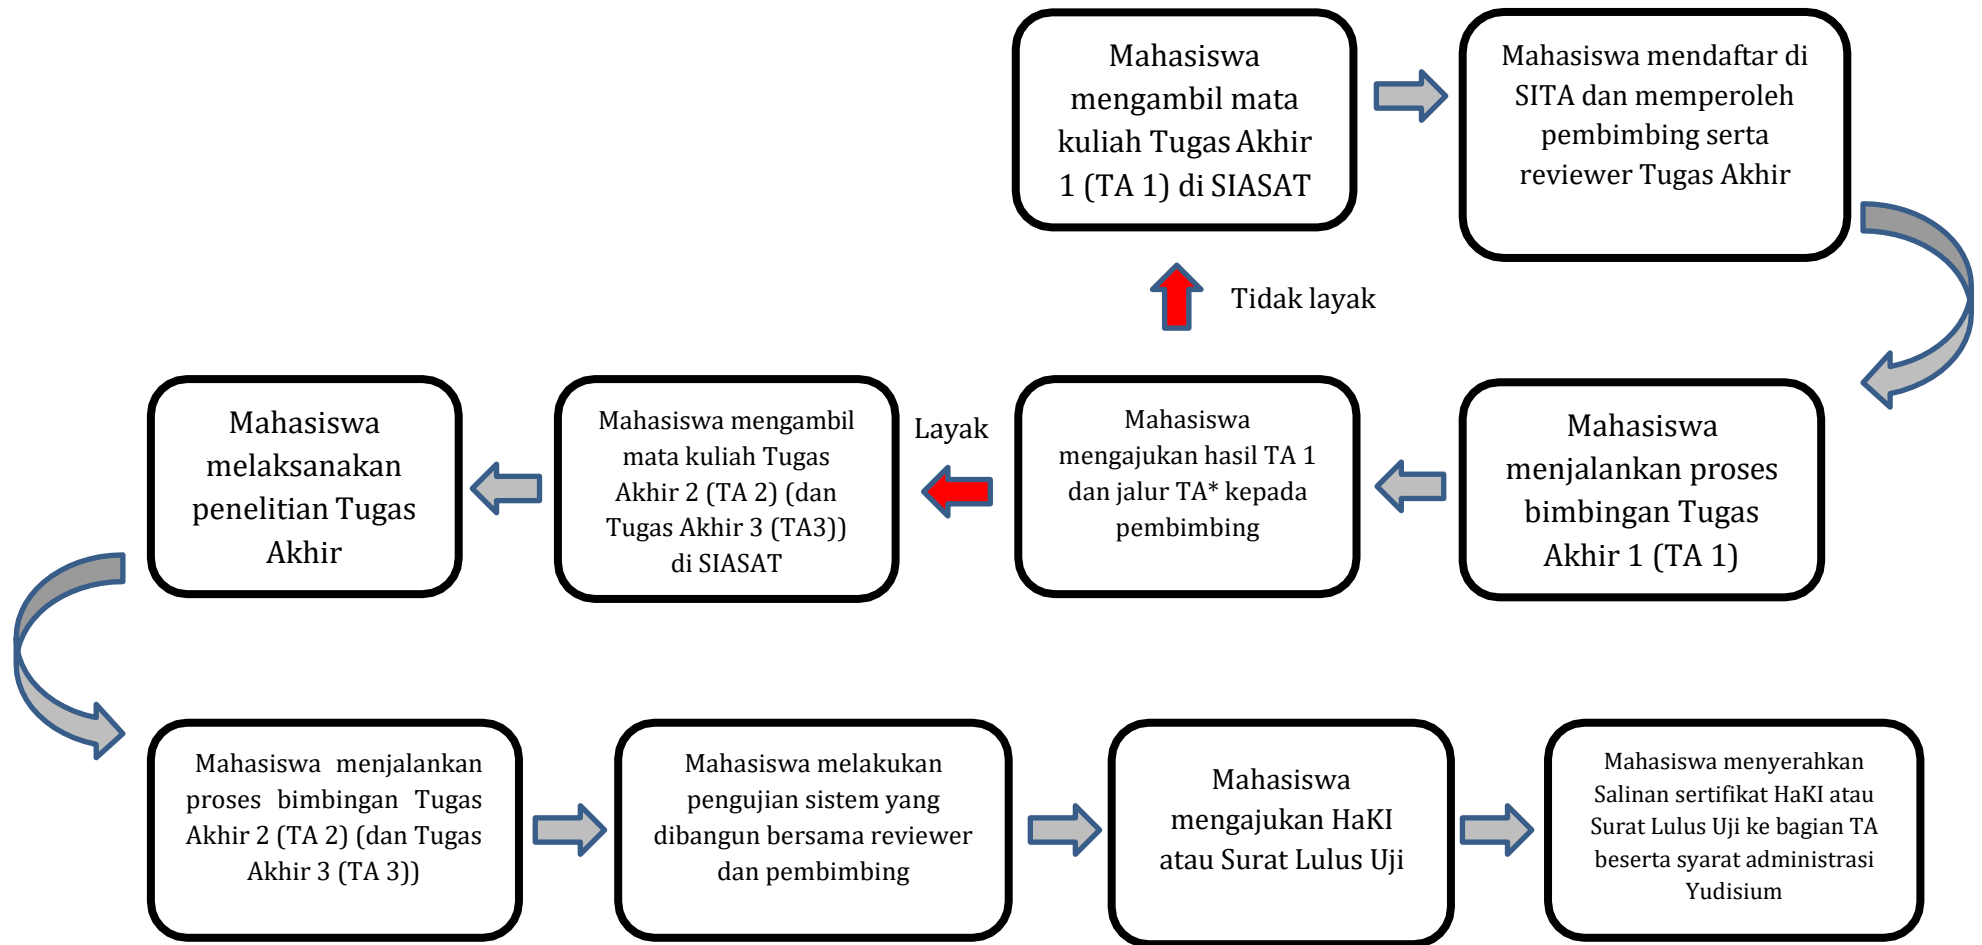 Mahasiswa
mengambil mata
kuliah Tugas Akhir
1 (TA 1) di SIASAT
Mahasiswa mendaftar di
SITA dan memperoleh
pembimbing serta
reviewer Tugas Akhir
Tidak layak
Mahasiswa
menjalankan proses
bimbingan Tugas
Akhir 1 (TA 1)
Mahasiswa
mengajukan hasil TA 1
dan jalur TA* kepada
pembimbing
Layak
Mahasiswa mengambil
mata kuliah Tugas
Akhir 2 (TA 2) (dan
Tugas Akhir 3 (TA3))
di SIASAT
Mahasiswa
melaksanakan
penelitian Tugas
Akhir
Mahasiswa menjalankan
proses bimbingan Tugas
Akhir 2 (TA 2) (dan Tugas
Akhir 3 (TA 3))
Mahasiswa melakukan
pengujian sistem yang
dibangun bersama reviewer
dan pembimbing
Mahasiswa
mengajukan HaKI
atau Surat Lulus Uji
Mahasiswa menyerahkan
Salinan sertifikat HaKI atau
Surat Lulus Uji ke bagian TA
beserta syarat administrasi
Yudisium